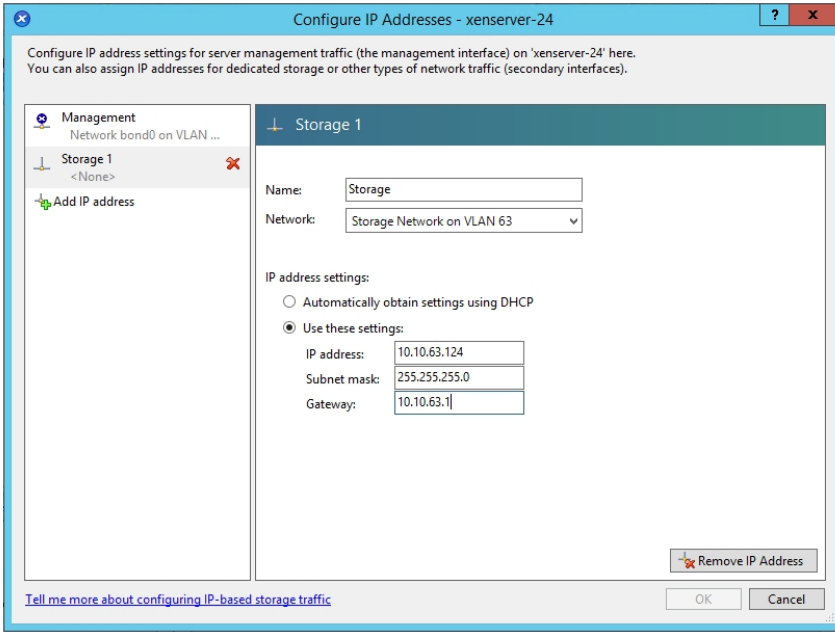 Configure IP Addresses - xenserver-24
?
x
Configure IP address settings for server management traffic (the management interface) on 'xenserver-24' here.
You can also assign IP addresses for dedicated storage or other types of network traffic (secondary interfaces).
Management
Network bond0 on VLAN ...
Storage 1
<None>
Add IP address
Storage 1
Name: Storage
Network: Storage Network on VLAN 63
IP address settings:
Automatically obtain settings using DHCP
Use these settings:
IP address: 10.10.63.124
Subnet mask: 255.255.255.0
Gateway: 10.10.63.1
Remove IP Address
Tell me more about configuring IP-based storage traffic
OK
Cancel